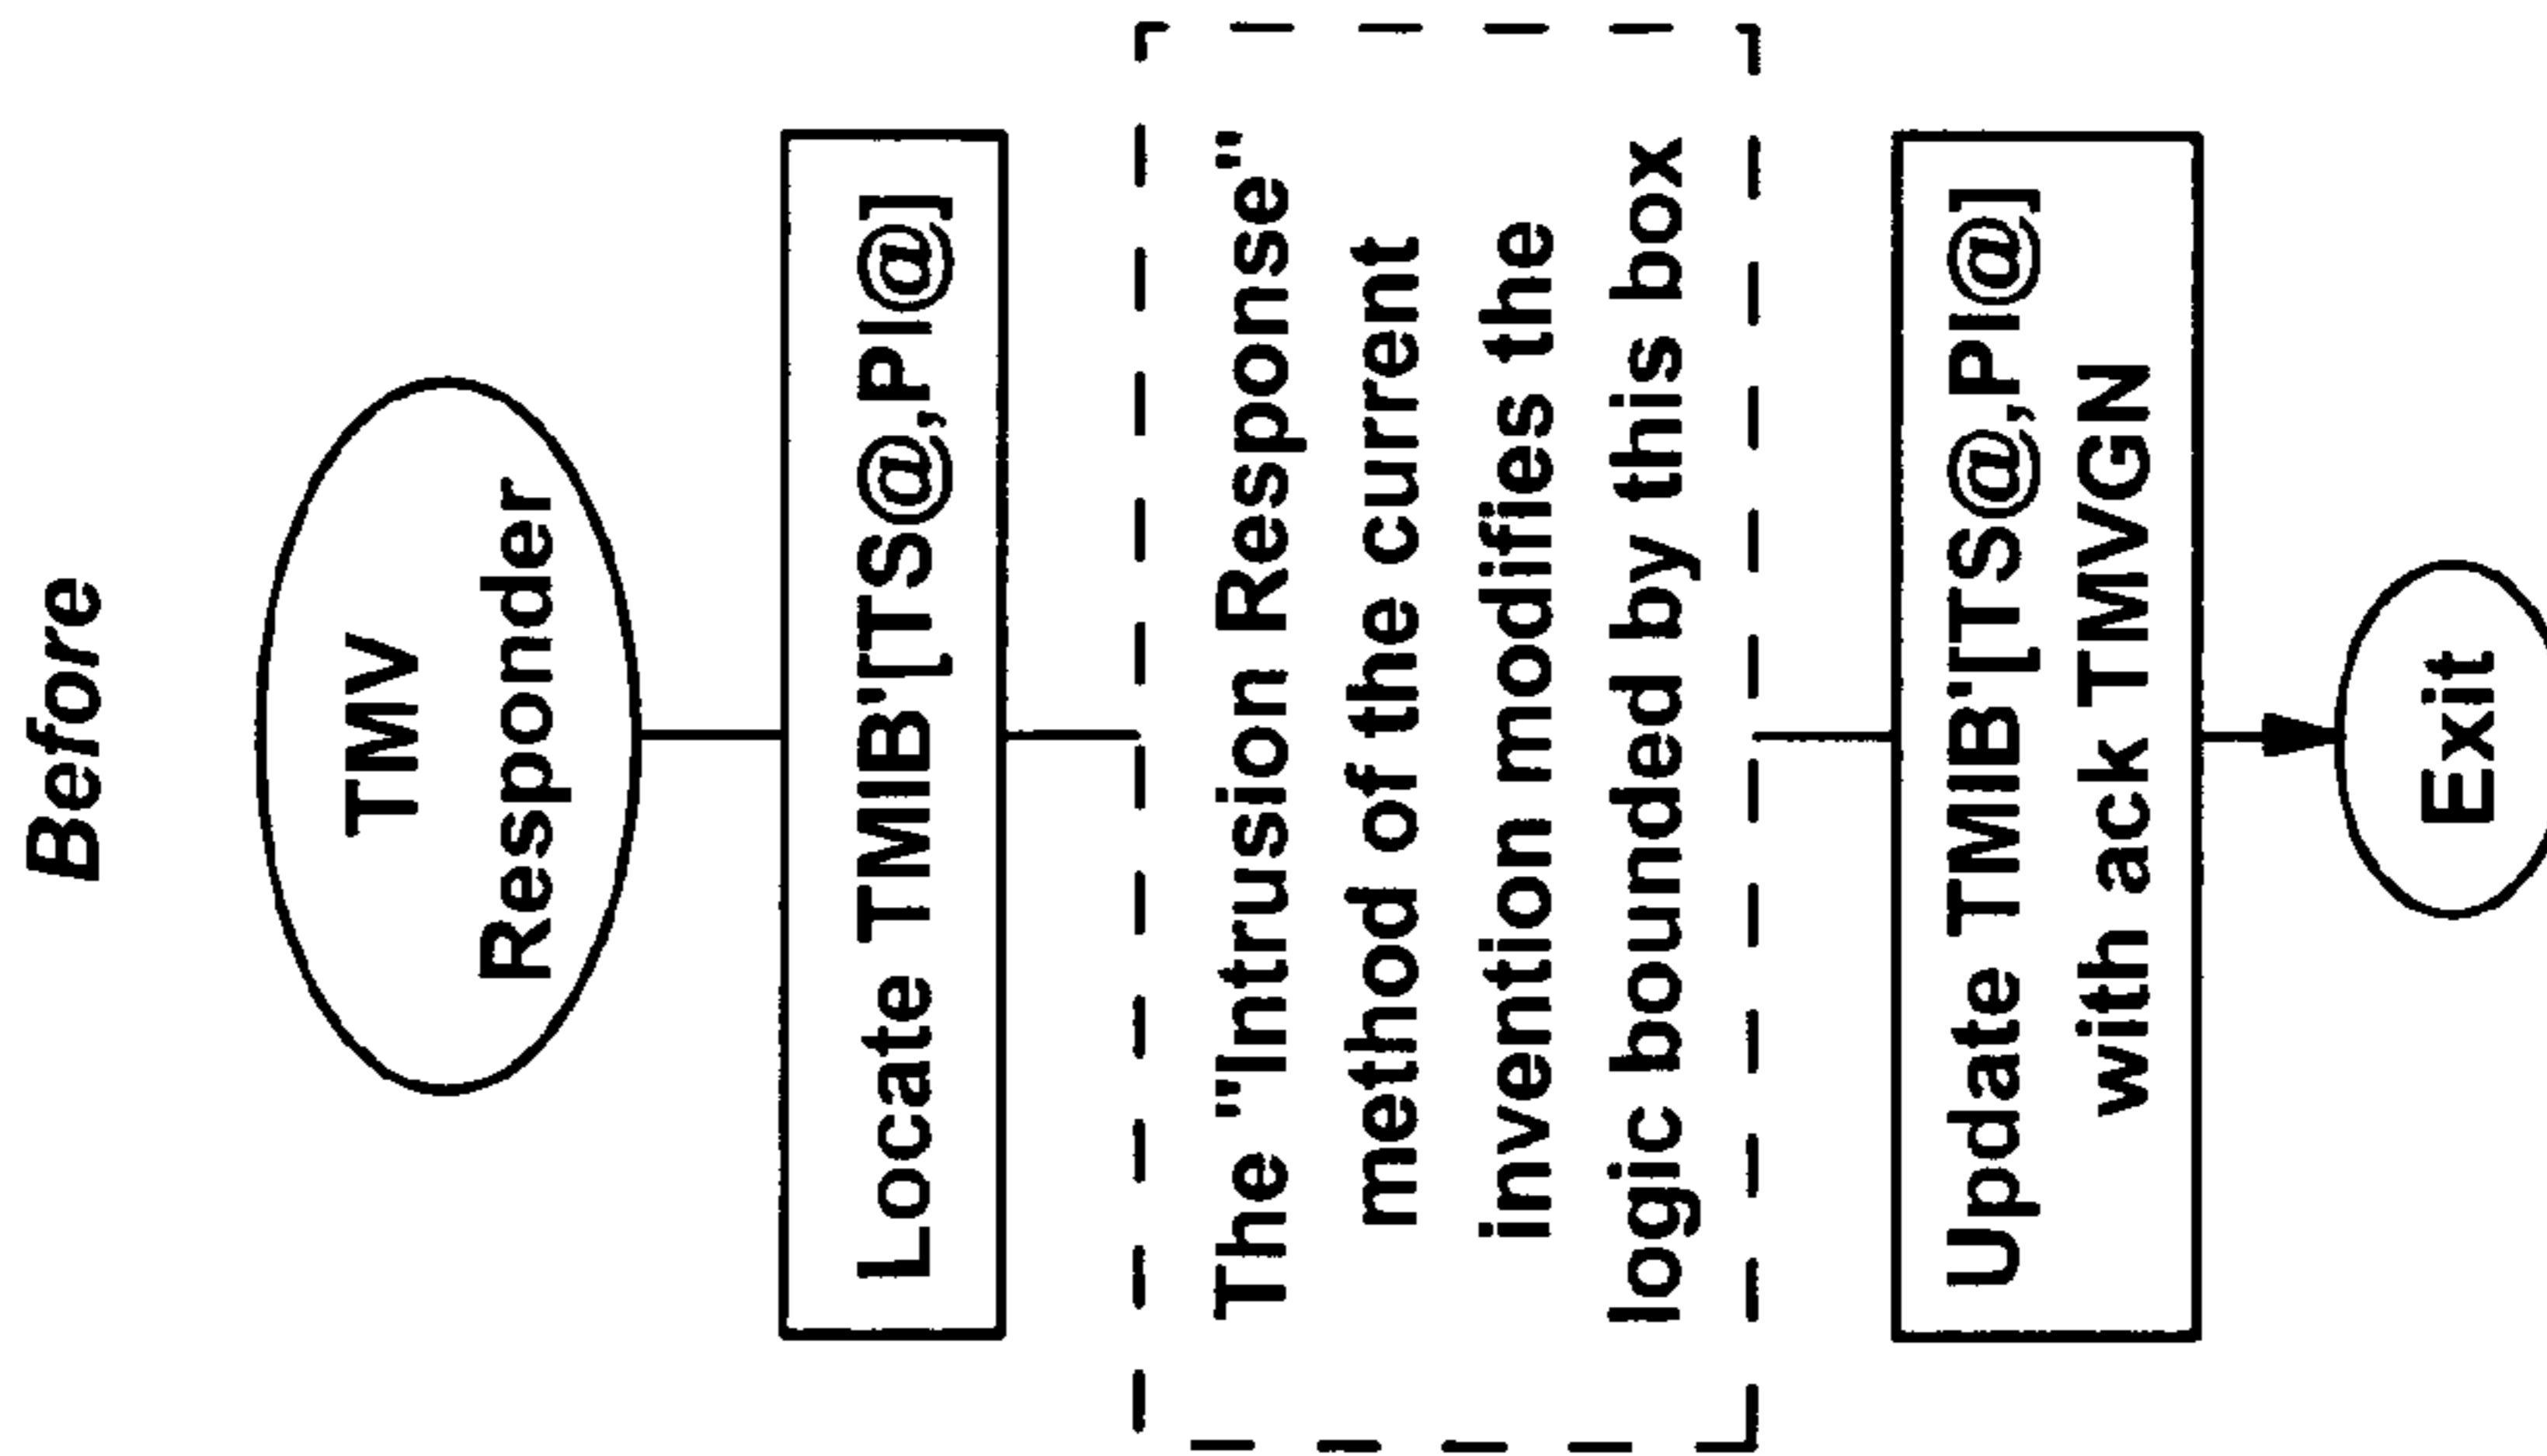 Before
TMV
Responder
Locate TMIB'[TS@,PI@]
The "Intrusion Response"
method of the current
invention modifies the
logic bounded by this box
Update TMIB'[TS@,PI@]
with ack TMVGN
Exit